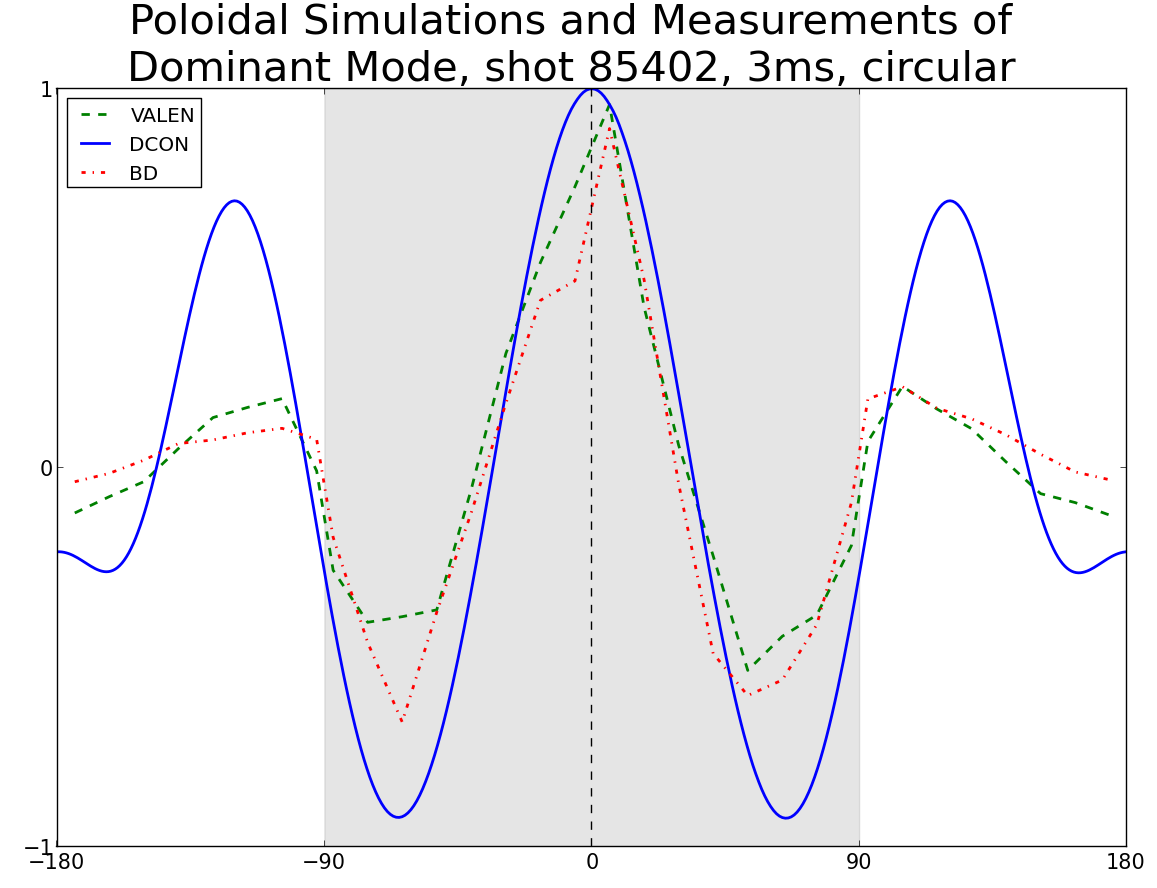 Poloidal Simulations and Measurements of
Dominant Mode, shot 85402, 3ms, circular
1
VALEN
DCON
BD
0
−1
−180 −90 0 90 180